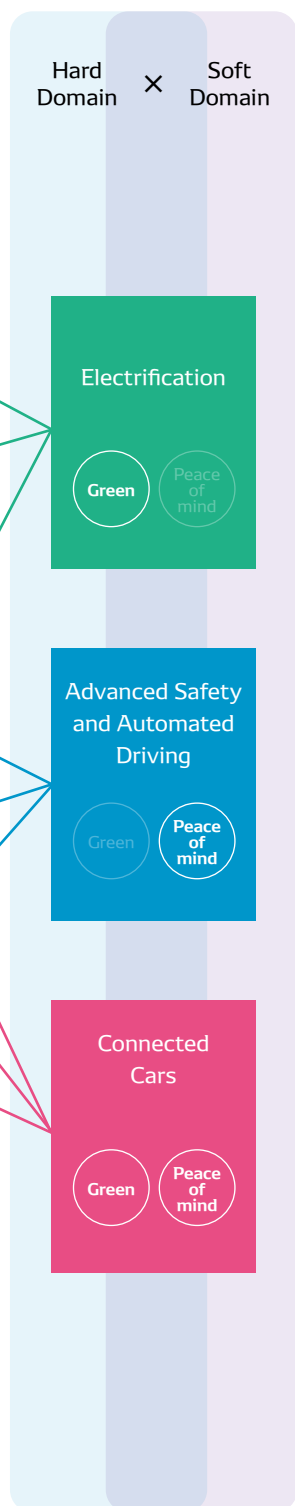 Hard
Domain
×
Soft
Domain
Electrification
Green
Peace
of
mind
Advanced Safety
and Automated
Driving
Green
Peace
of
mind
Connected
Cars
Green
Peace
of
mind